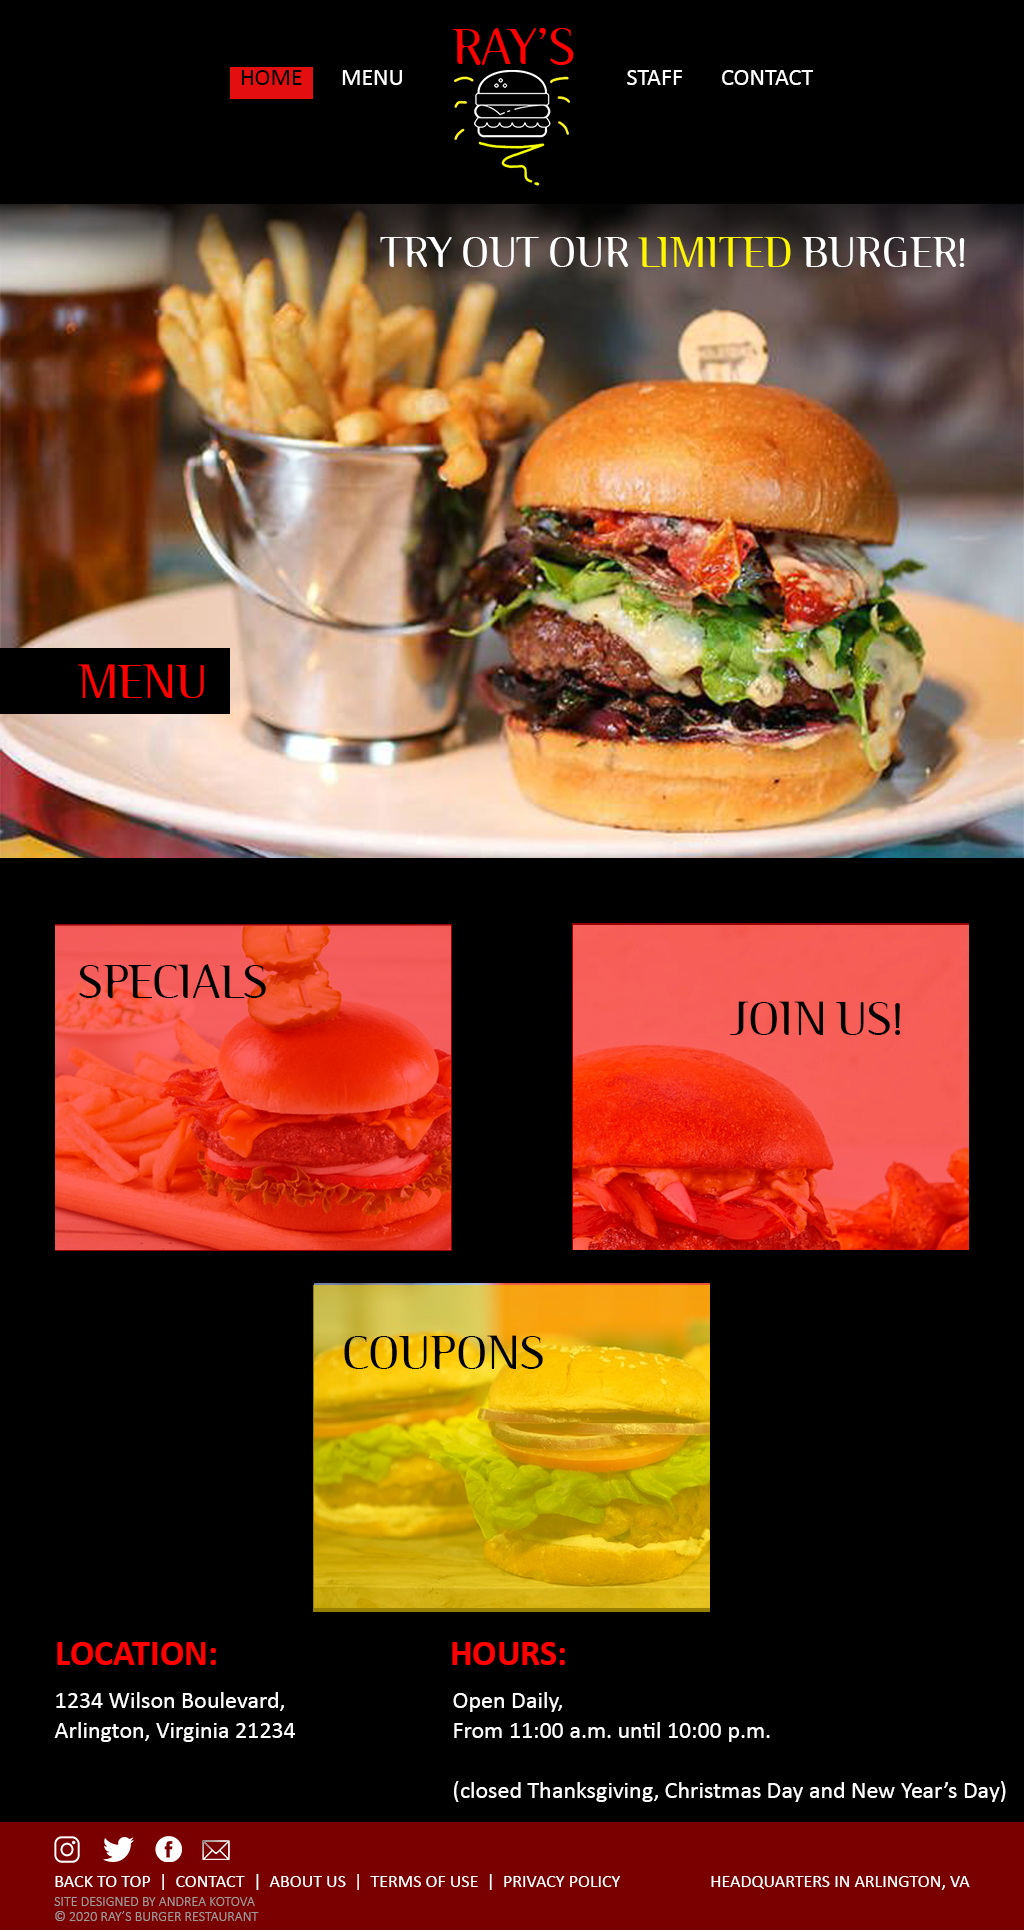 RAY'S
HOME MENU STAFF CONTACT
TRY OUT OUR LIMITED BURGER!
MENU
SPECIALS
JOIN US!
COUPONS
LOCATION:
1234 Wilson Boulevard,
Arlington, Virginia 21234
HOURS:
Open Daily,
From 11:00 a.m. until 10:00 p.m.
(closed Thanksgiving, Christmas Day and New Year’s Day)
BACK TO TOP | CONTACT | ABOUT US | TERMS OF USE | PRIVACY POLICY
HEADQUARTERS IN ARLINGTON, VA
SITE DESIGNED BY ANDREA KOTOVA
© 2020 RAY’S BURGER RESTAURANT